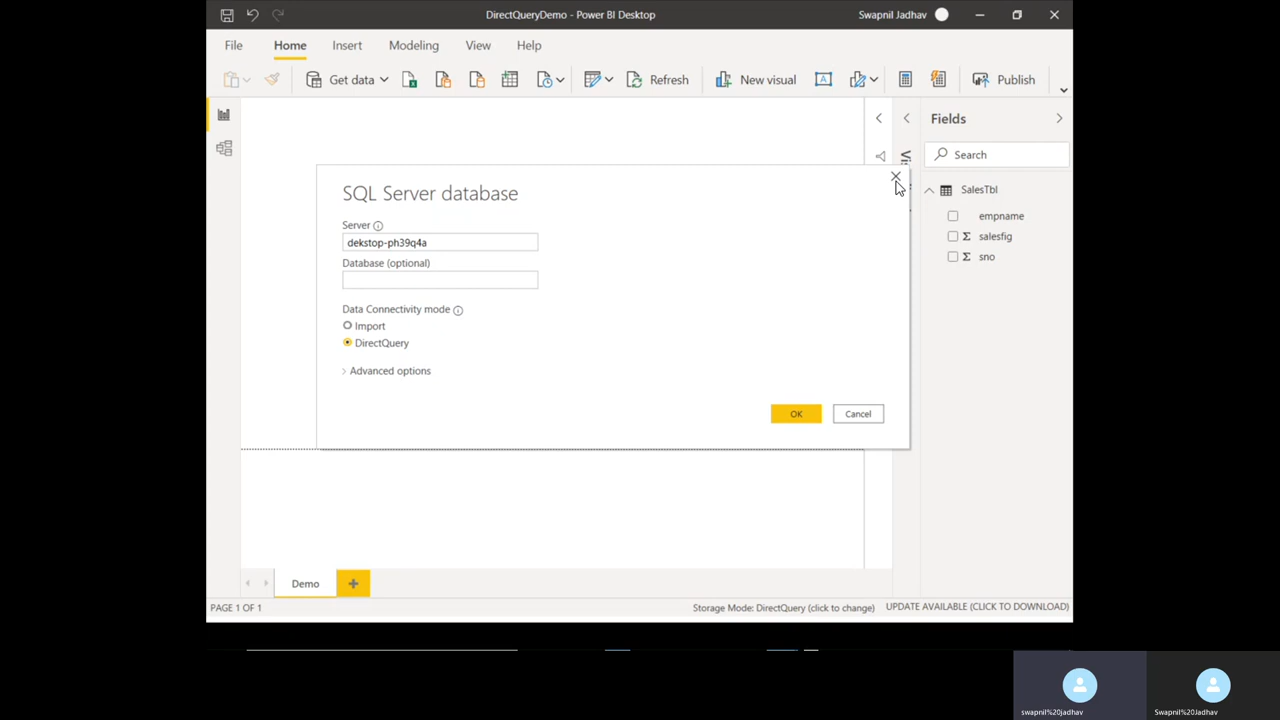 DirectQueryDemo - Power BI Desktop
Swapnil Jadhav
File
Home
Insert
Modeling
View
Help
Get data
Refresh
New visual
Publish
Fields
Search
SalesTbl
empname
salesfig
sno
SQL Server database
Server
dekstop-ph39q4a
Database (optional)
Data Connectivity mode
Import
DirectQuery
Advanced options
OK
Cancel
Demo
PAGE 1 OF 1
Storage Mode: DirectQuery (click to change)
UPDATE AVAILABLE (CLICK TO DOWNLOAD)
swapnil%20jadhav
Swapnil%20Jadhav